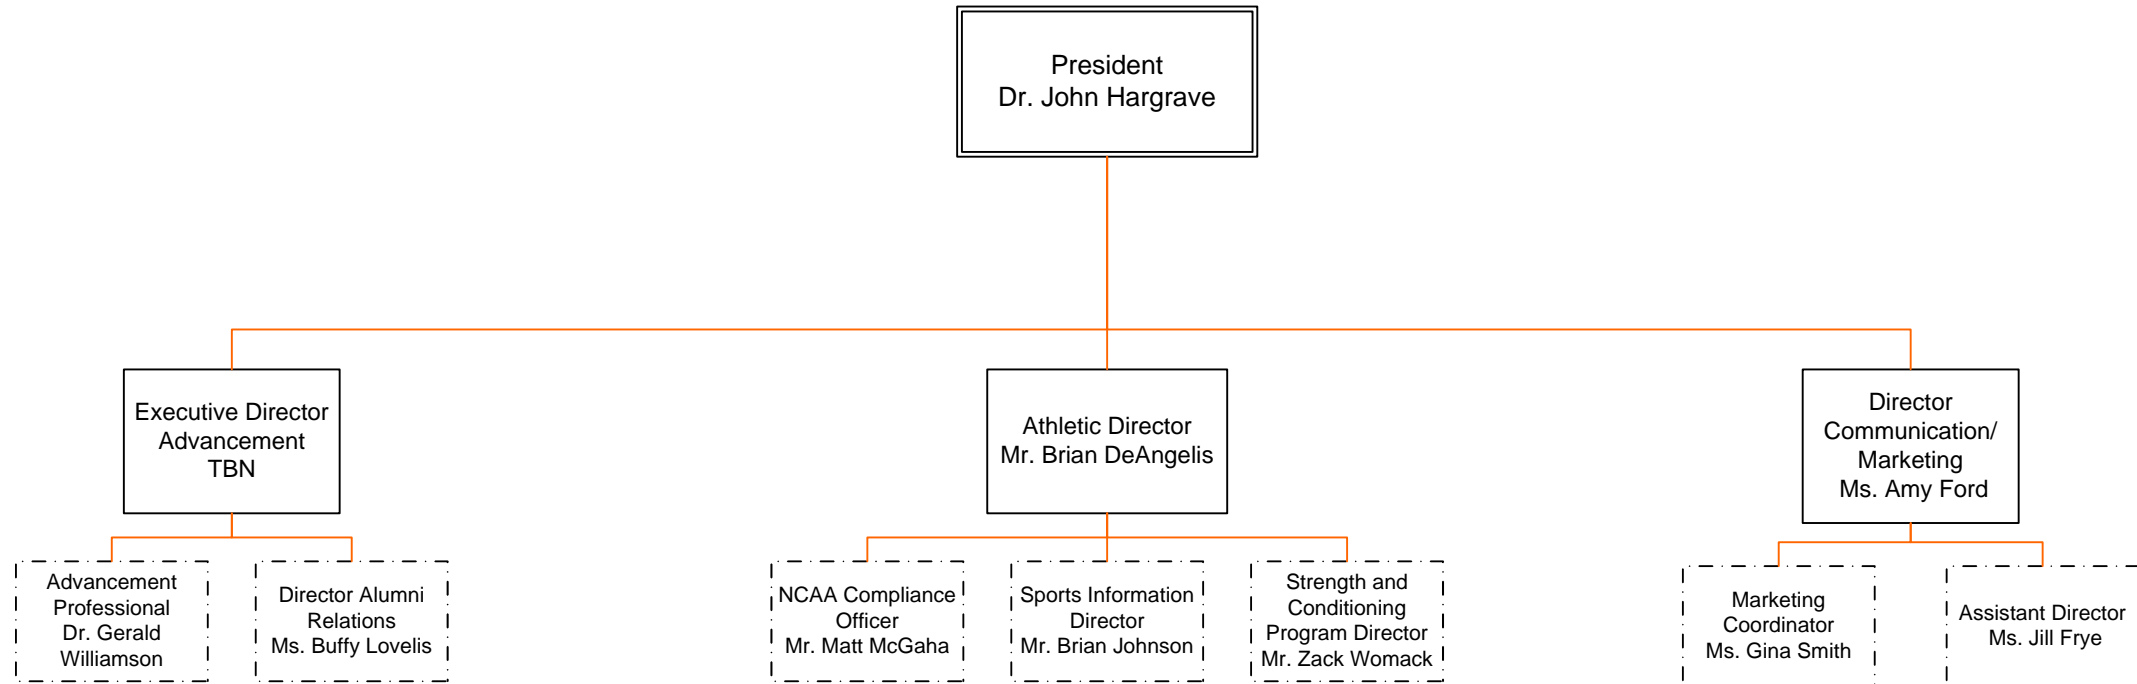 President
Dr. John Hargrave
Executive Director
Advancement
TBN
Athletic Director
Mr. Brian DeAngelis
Director
Communication/
Marketing
Ms. Amy Ford
Advancement
Professional
Dr. Gerald
Williamson
Director Alumni
Relations
Ms. Buffy Lovelis
NCAA Compliance
Officer
Mr. Matt McGaha
Sports Information
Director
Mr. Brian Johnson
Strength and
Conditioning
Program Director
Mr. Zack Womack
Marketing
Coordinator
Ms. Gina Smith
Assistant Director
Ms. Jill Frye